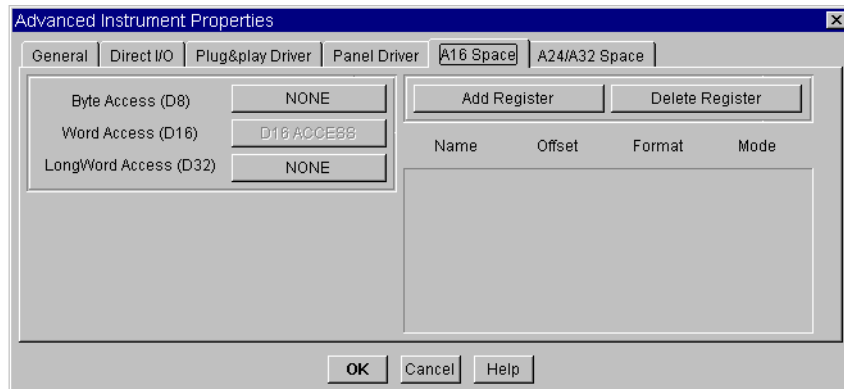 Advanced Instrument Properties
General Direct I/O Plug&play Driver Panel Driver A16 Space A24/A32 Space
Byte Access (D8) NONE
Word Access (D16) D16 ACCESS
LongWord Access (D32) NONE
Add Register Delete Register
Name Offset Format Mode
OK Cancel Help